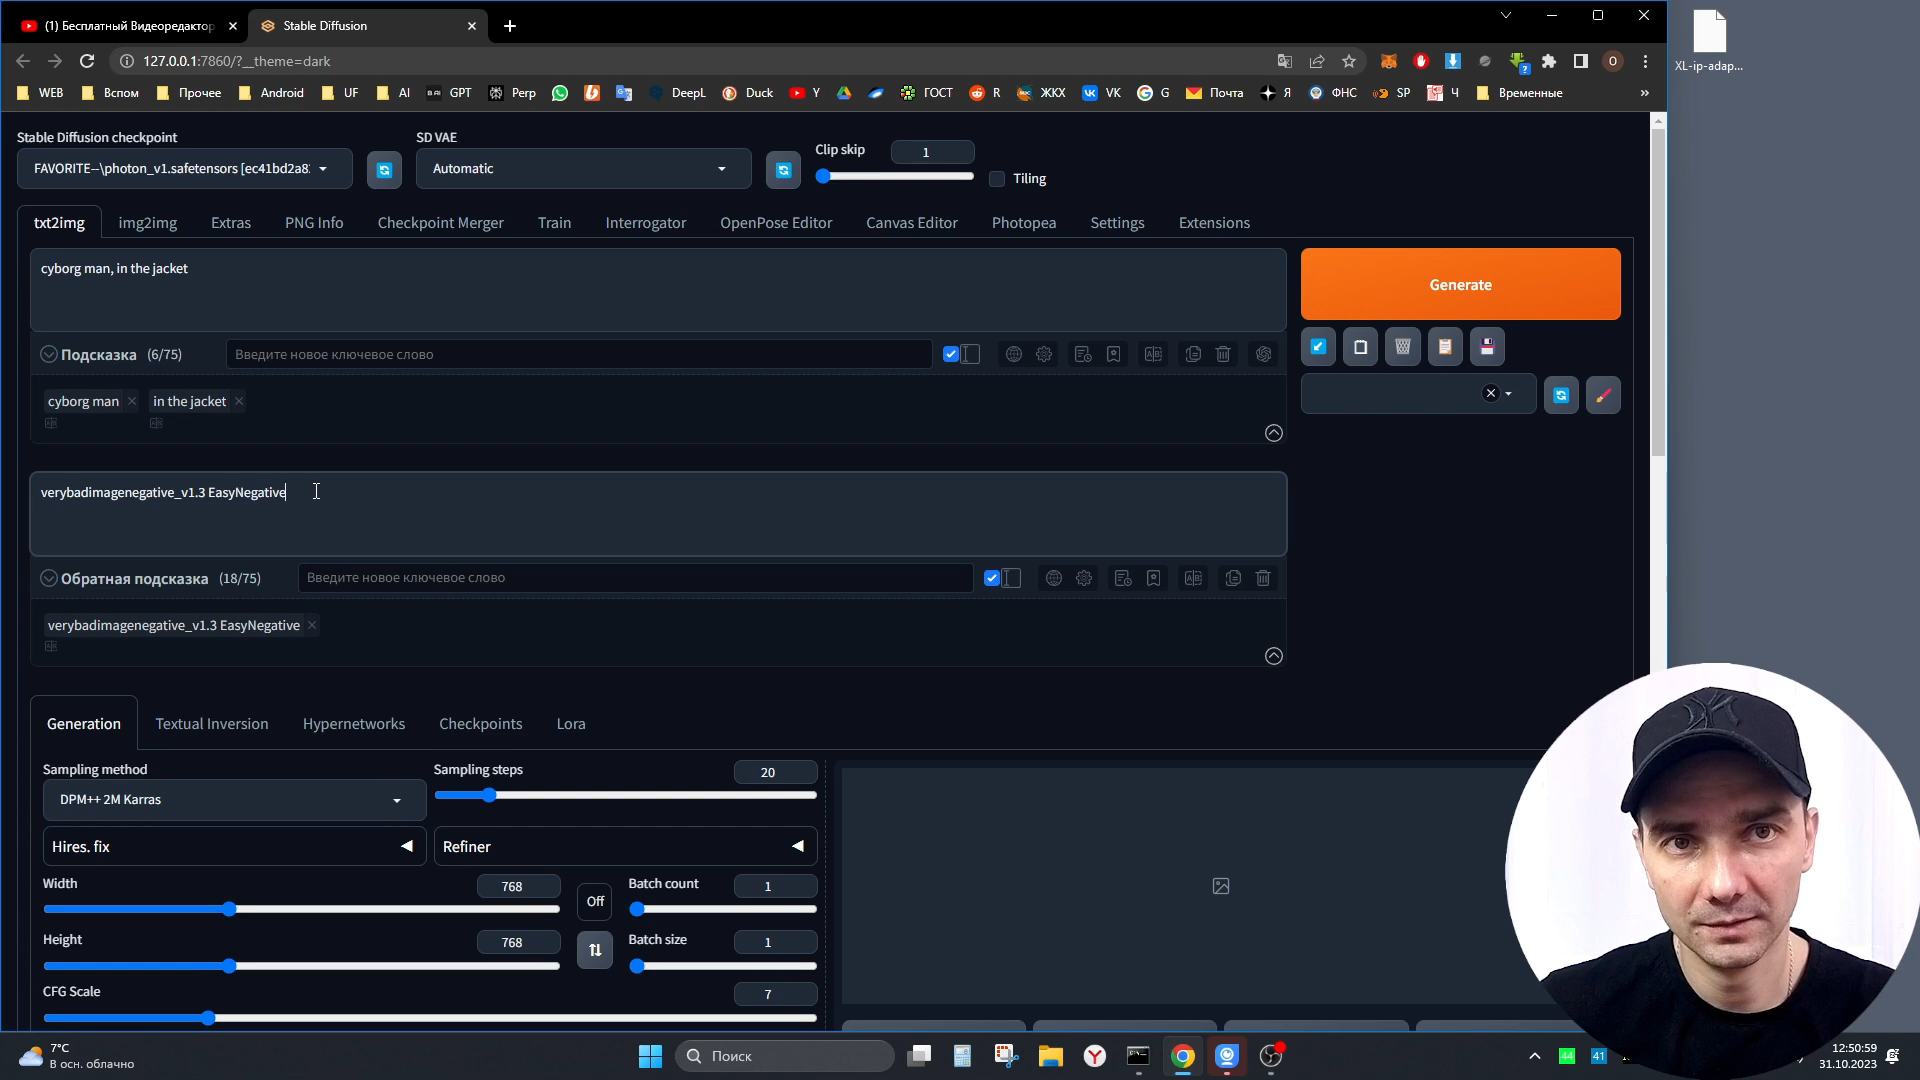 (1) Бесплатный Видеоредактор
Stable Diffusion
127.0.0.1:7860/?__theme=dark
WEB
Вспом
Прочее
Android
UF
AI
GPT
Perp
DeepL
Duck
Y
ГОСТ
R
ЖКХ
VK
G
Почта
Я
ФНС
SP
Ч
Временные
»
XL-ip-adap...
Stable Diffusion checkpoint
SD VAE
Clip skip
1
FAVORITE--\photon_v1.safetensors [ec41bd2a82
Automatic
Tiling
txt2img
img2img
Extras
PNG Info
Checkpoint Merger
Train
Interrogator
OpenPose Editor
Canvas Editor
Photopea
Settings
Extensions
cyborg man, in the jacket
Generate
Подсказка (6/75)
Введите новое ключевое слово
cyborg man
in the jacket
verybadimagenegative_v1.3 EasyNegative
Обратная подсказка (18/75)
Введите новое ключевое слово
verybadimagenegative_v1.3 EasyNegative
Generation
Textual Inversion
Hypernetworks
Checkpoints
Lora
Sampling method
DPM++ 2M Karras
Sampling steps
20
Hires. fix
Refiner
Width
768
Off
Batch count
1
Height
768
Batch size
1
CFG Scale
7
7°C
В осн. облачно
Поиск
44
41
12:50:59
31.10.2023